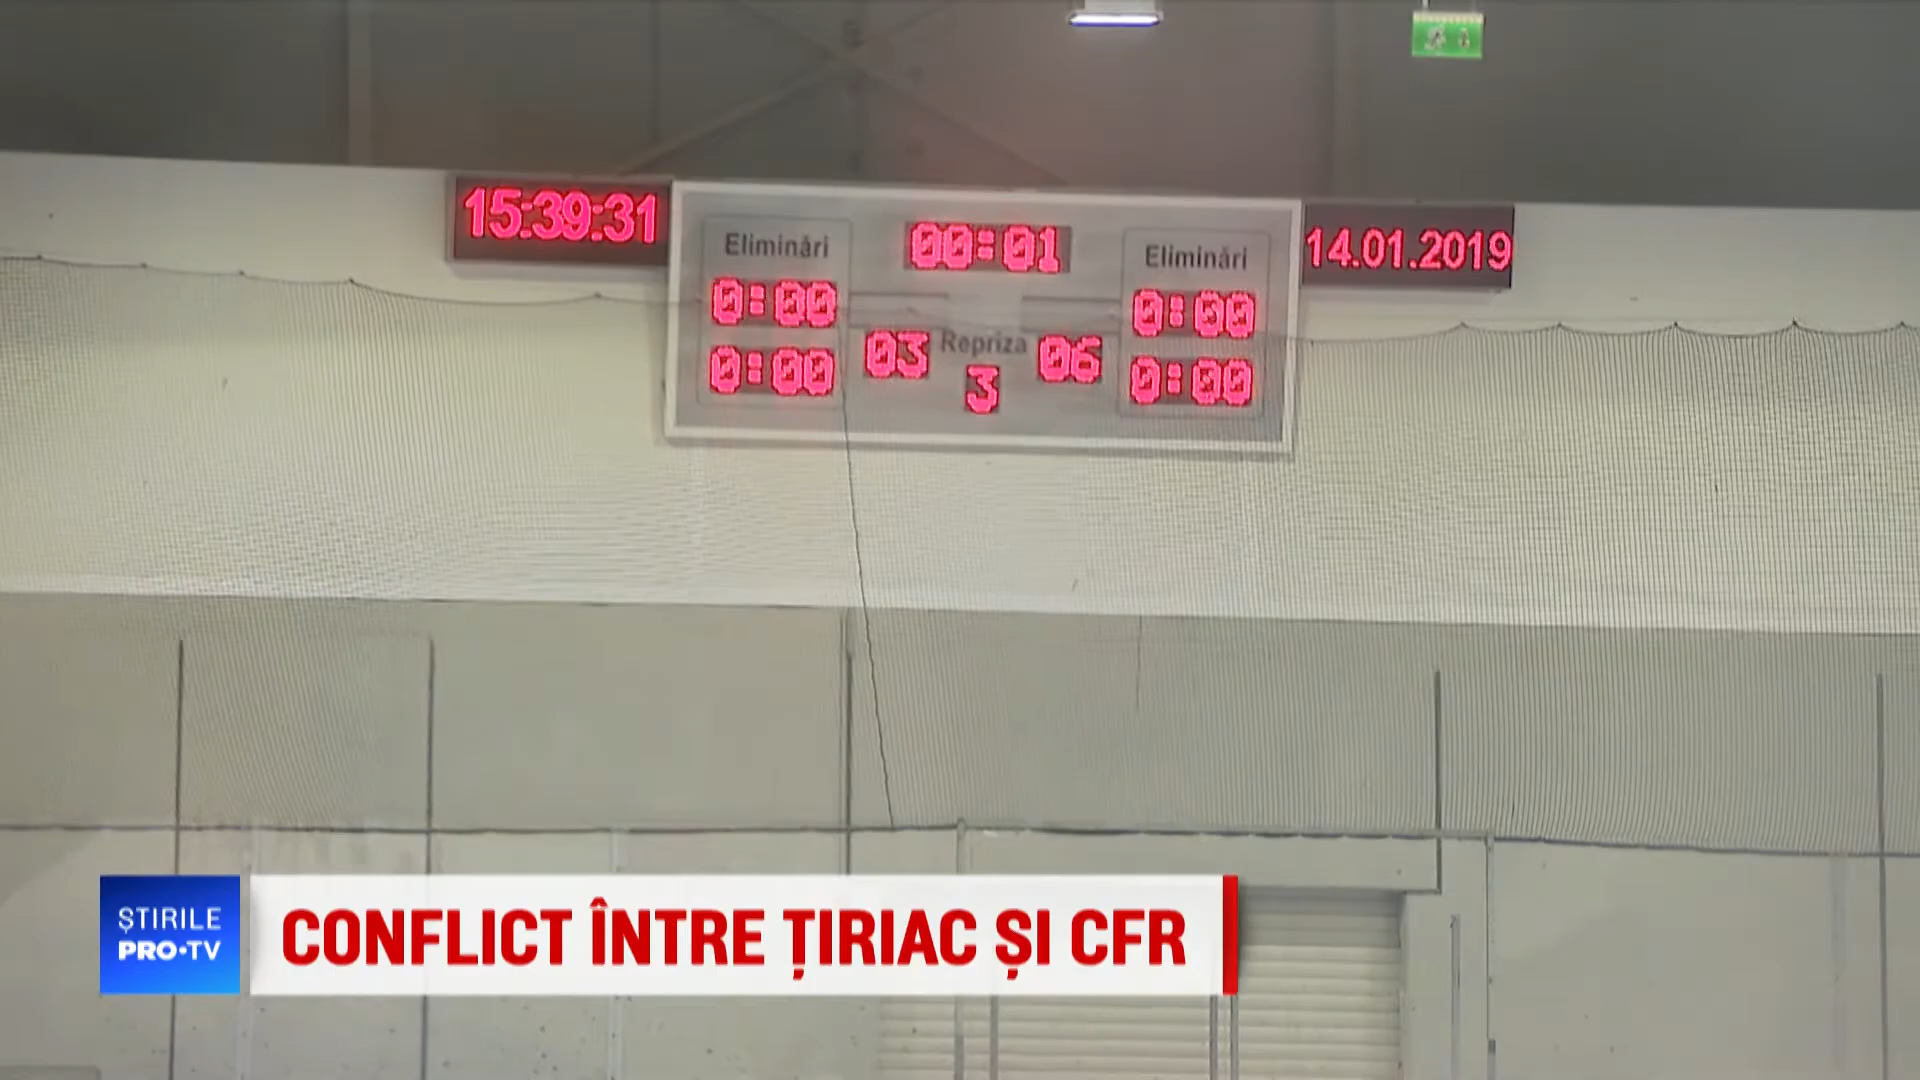 15:39:31
Eliminări
00:01
Eliminări
14.01.2019
0:00
0:00
0:00
0:00
03
Repriza
06
3
ȘTIRILE
PRO•TV
CONFLICT ÎNTRE ȚIRIAC ȘI CFR